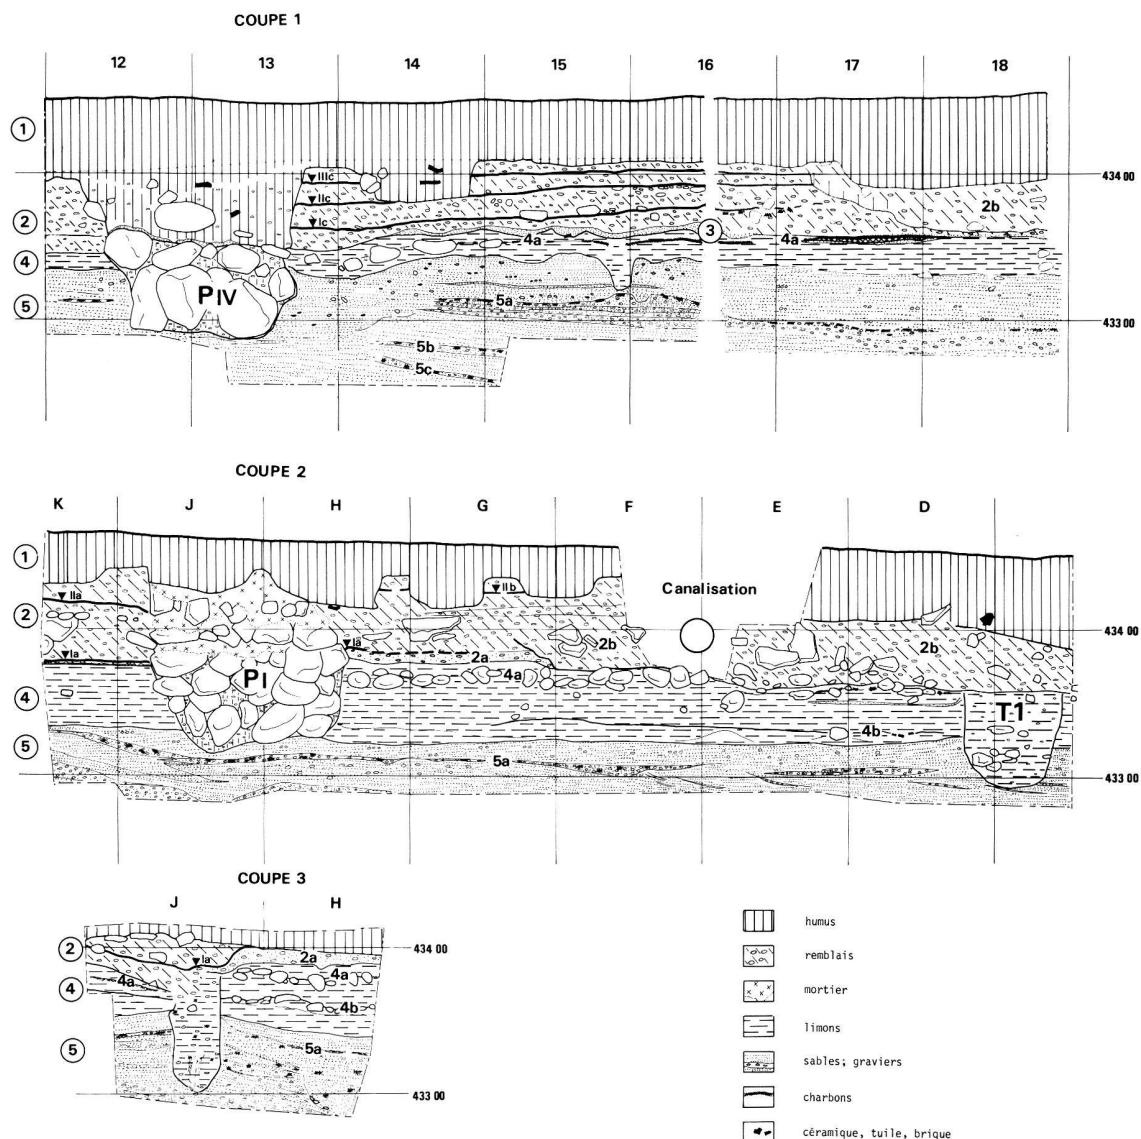 COUPE 1
12 13 14 15 16 17 18
1
IIIc
434 00
IIc
2b
2
Ic
3
4a 4a
4
PIV
5
5a
433 00
5b
5c
COUPE 2
K J H G F E D
1
IIb
IIa
Canalisation
2
434 00
Ia 2b 2b
Ia 2a
PI 4a
4
T1
4b
5
5a
433 00
COUPE 3
J H
2
434 00
Ia 2a
4a 4a
4
4b
5
5a
433 00
humus
remblais
mortier
limons
sables; graviers
charbons
céramique, tuile, brique